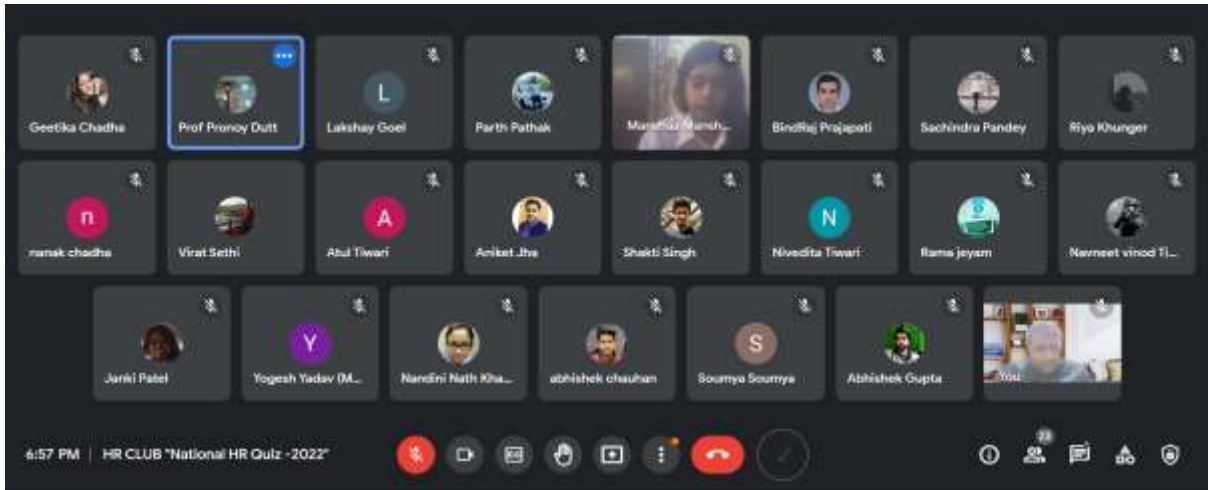 Geetika Chadha
Prof Pronoy Dutt
L
Lakshay Goel
Parth Pathak
BindRaj Prajapati
Sachindra Pandey
Riya Khunger
n
nanak chadha
Virat Sethi
A
Atul Tiwari
Aniket Jha
Shakti Singh
N
Nivedita Tiwari
Rama jeyam
Navneet vinod Ti...
Janki Patel
Y
Yogesh Yadav (M...
Nandini Nath Kha...
abhishek chauhan
S
Soumya Soumya
Abhishek Gupta
You
6:57 PM | HR CLUB "National HR Quiz -2022"
23